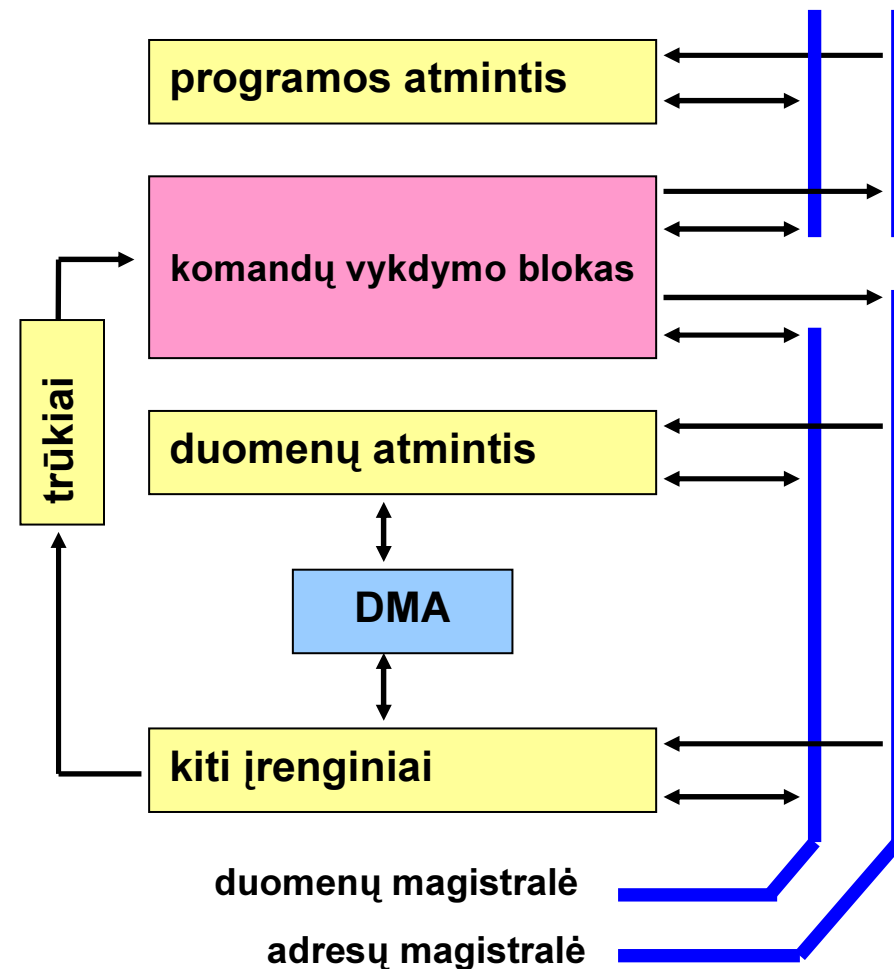 programos atmintis
komandų vykdymo blokas
trūkiai
duomenų atmintis
DMA
kiti įrenginiai
duomenų magistralė
adresų magistralė